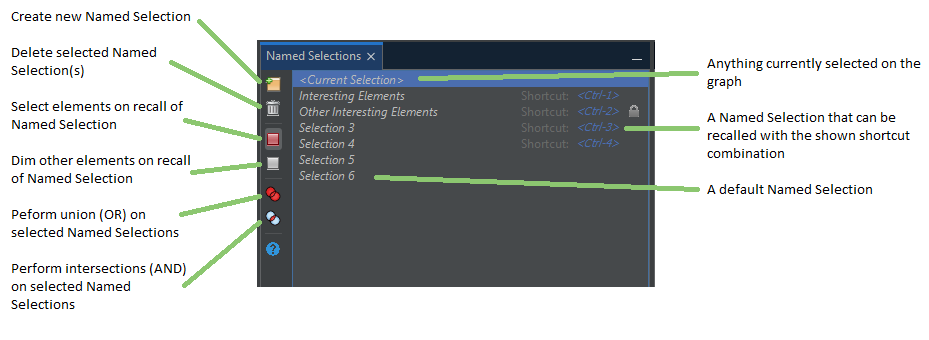 Create new Named Selection
Delete selected Named
Selection(s)
Select elements on recall of
Named Selection
Dim other elements on recall
of Named Selection
Peform union (OR) on
selected Named Selections
Perform intersections (AND)
on selected Named
Selections
Named Selections ×
<Current Selection>
Interesting Elements Shortcut: <Ctrl-1>
Other Interesting Elements Shortcut: <Ctrl-2>
Selection 3 Shortcut: <Ctrl-3>
Selection 4 Shortcut: <Ctrl-4>
Selection 5
Selection 6
?
Anything currently selected on the
graph
A Named Selection that can be
recalled with the shown shortcut
combination
A default Named Selection